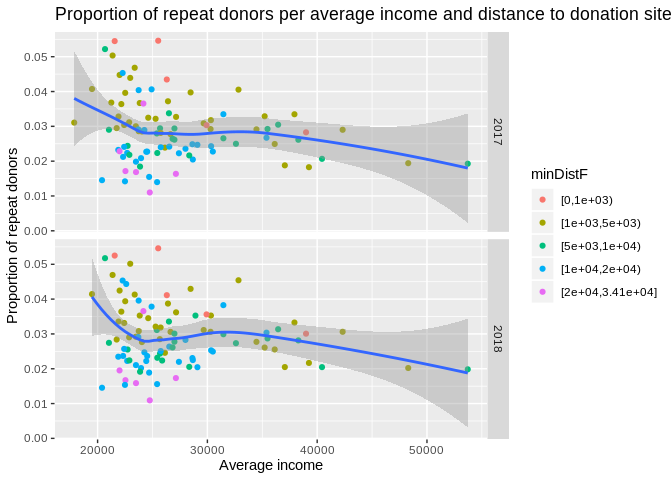 Proportion of repeat donors per average income and distance to donation site
Proportion of repeat donors
0.05
0.04
0.03
0.02
0.01
0.00
2017
0.05
0.04
0.03
0.02
0.01
0.00
2018
20000 30000 40000 50000
Average income
minDistF
[0,1e+03)
[1e+03,5e+03)
[5e+03,1e+04)
[1e+04,2e+04)
[2e+04,3.41e+04]